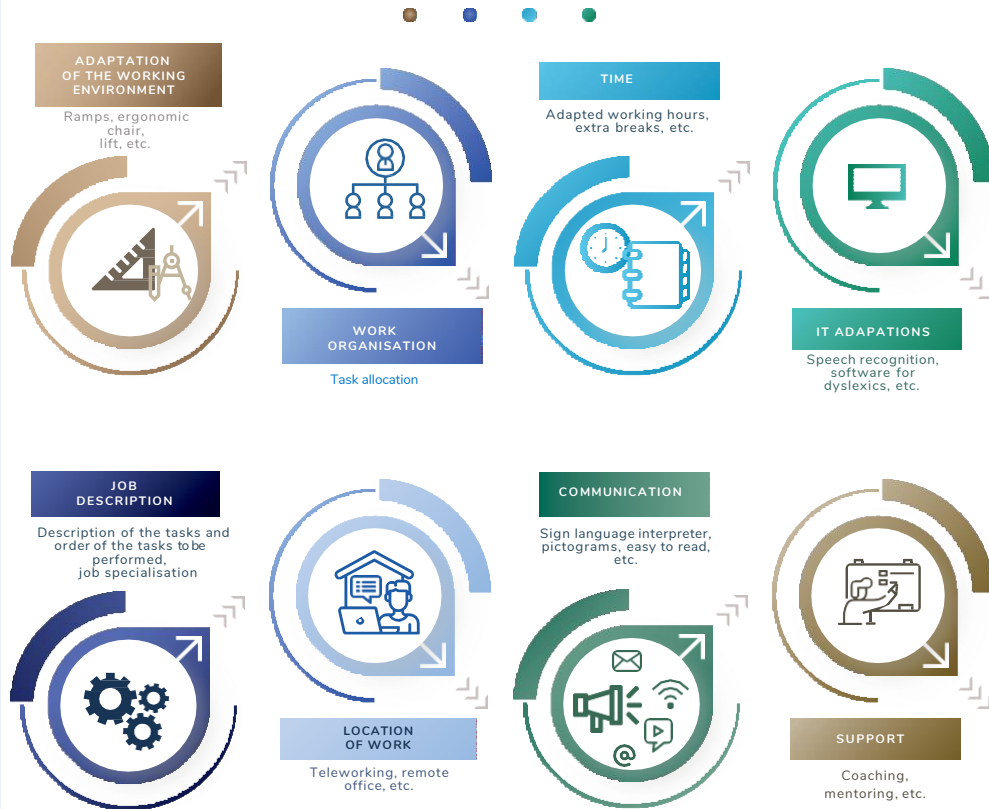 ADAPTATION
OF THE WORKING
ENVIRONMENT
Ramps, ergonomic
chair,
lift, etc.
WORK
ORGANISATION
Task allocation
TIME
Adapted working hours,
extra breaks, etc.
IT ADAPATIONS
Speech recognition,
software for
dyslexics, etc.
JOB
DESCRIPTION
Description of the tasks and
order of the tasks to be
performed,
job specialisation
LOCATION
OF WORK
Teleworking, remote
office, etc.
COMMUNICATION
Sign language interpreter,
pictograms, easy to read,
etc.
@
SUPPORT
Coaching,
mentoring, etc.